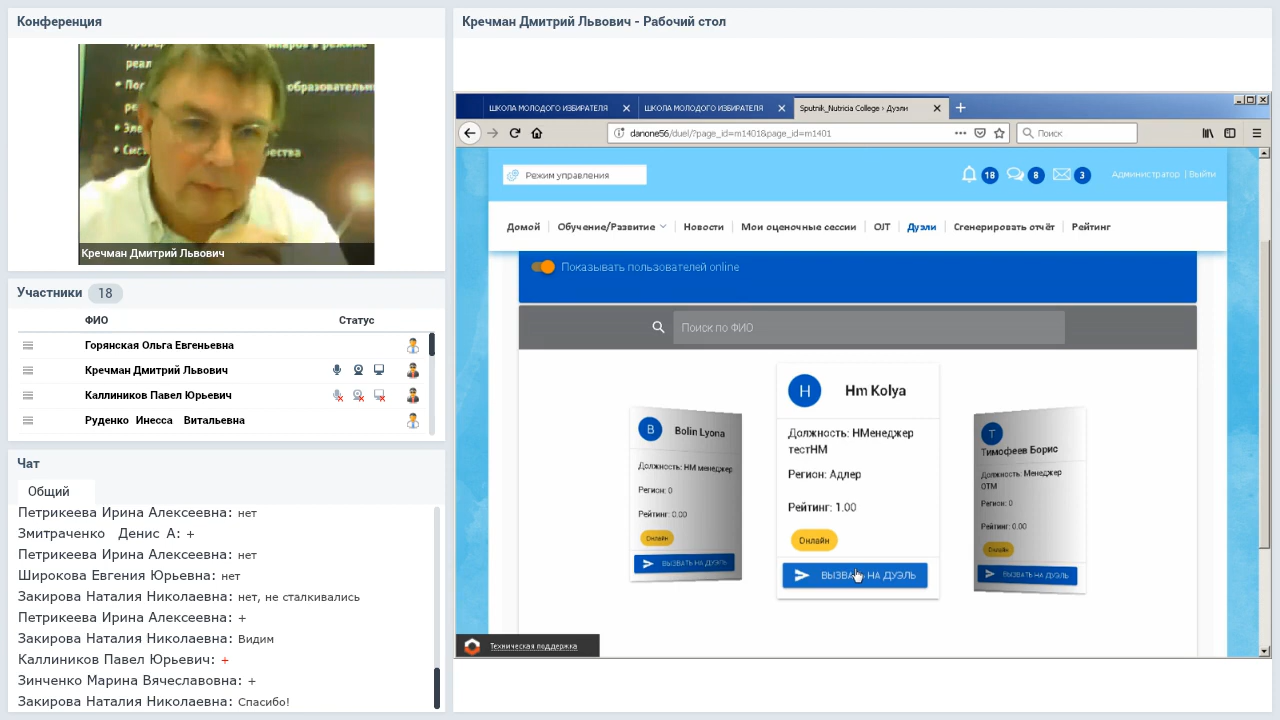 Конференция
реал
образовательн
Кречман Дмитрий Львович
Участники 18
ФИО Статус
Горянская Ольга Евгеньевна
Кречман Дмитрий Львович
Каллиников Павел Юрьевич
Руденко Инесса Витальевна
Чат
Общий
Петрикеева Ирина Алексеевна: нет
Змитраченко Денис А: +
Петрикеева Ирина Алексеевна: нет
Широкова Евгения Юрьевна: нет
Закирова Наталия Николаевна: нет, не сталкивались
Петрикеева Ирина Алексеевна: +
Закирова Наталия Николаевна: Видим
Каллиников Павел Юрьевич: +
Зинченко Марина Вячеславовна: +
Закирова Наталия Николаевна: Спасибо!
Кречман Дмитрий Львович - Рабочий стол
ШКОЛА МОЛОДОГО ИЗБИРАТЕЛЯ ШКОЛА МОЛОДОГО ИЗБИРАТЕЛЯ Sputnik_Nutricia College › Дуэли
danone56/duel/?page_id=m1401&page_id=m1401 Поиск
Режим управления 18 8 3 Администратор | Выйти
Домой Обучение/Развитие Новости Мои оценочные сессии OJT Дуэли Сгенерировать отчёт Рейтинг
Показывать пользователей online
Поиск по ФИО
B Bolin Lyona
Должность: НМ менеджер
Регион: 0
Рейтинг: 0.00
Онлайн
ВЫЗВАТЬ НА ДУЭЛЬ
H Hm Kolya
Должность: НМенеджер
тестНМ
Регион: Адлер
Рейтинг: 1.00
Онлайн
ВЫЗВАТЬ НА ДУЭЛЬ
Т Тимофеев Борис
Должность: Менеджер
ОТМ
Регион: 0
Рейтинг: 0.00
Онлайн
ВЫЗВАТЬ НА ДУЭЛЬ
Техническая поддержка